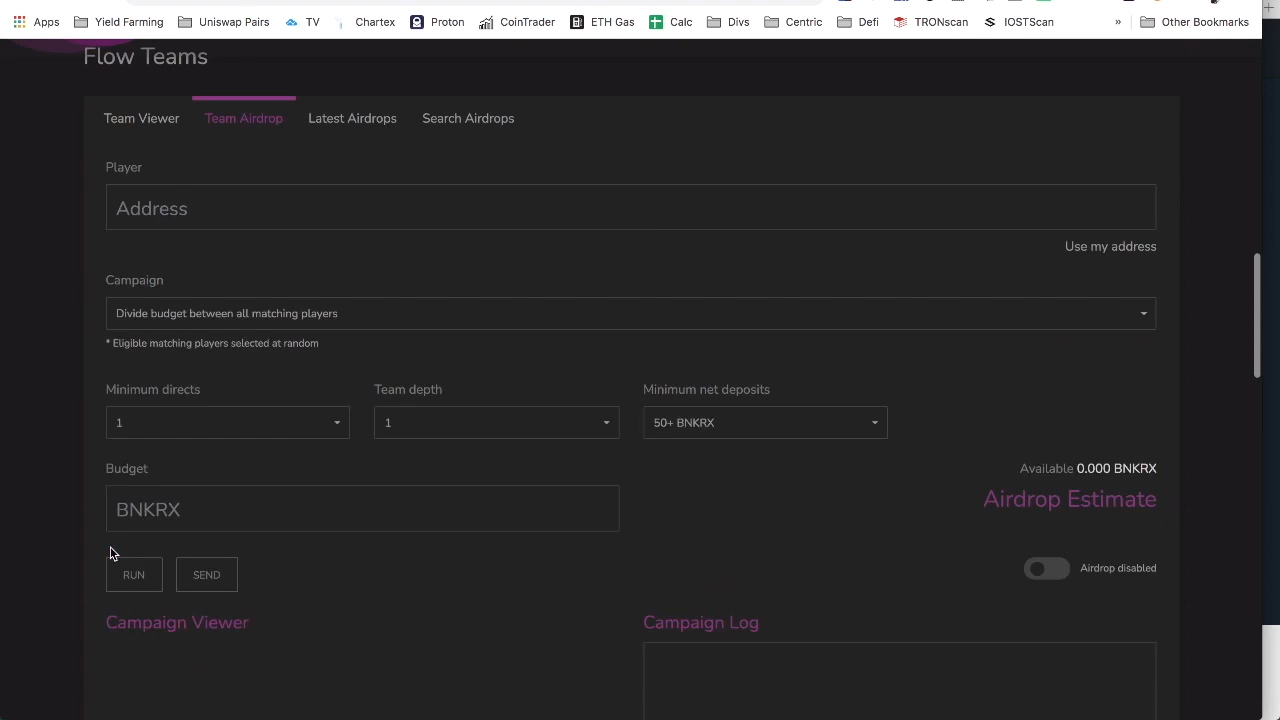 Apps Yield Farming Uniswap Pairs TV Chartex Proton CoinTrader ETH Gas Calc Divs Centric Defi TRONscan IOSTScan » Other Bookmarks
Flow Teams
Team Viewer Team Airdrop Latest Airdrops Search Airdrops
Player
Address
Use my address
Campaign
Divide budget between all matching players
* Eligible matching players selected at random
Minimum directs Team depth Minimum net deposits
1 1 50+ BNKRX
Budget Available 0.000 BNKRX
Airdrop Estimate
BNKRX
RUN SEND Airdrop disabled
Campaign Viewer Campaign Log